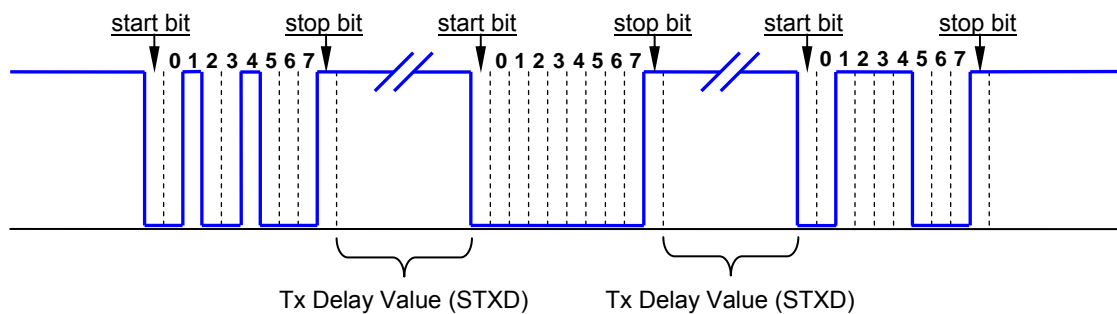 start bit stop bit start bit stop bit start bit stop bit
0 1 2 3 4 5 6 7 0 1 2 3 4 5 6 7 0 1 2 3 4 5 6 7
Tx Delay Value (STXD) Tx Delay Value (STXD)